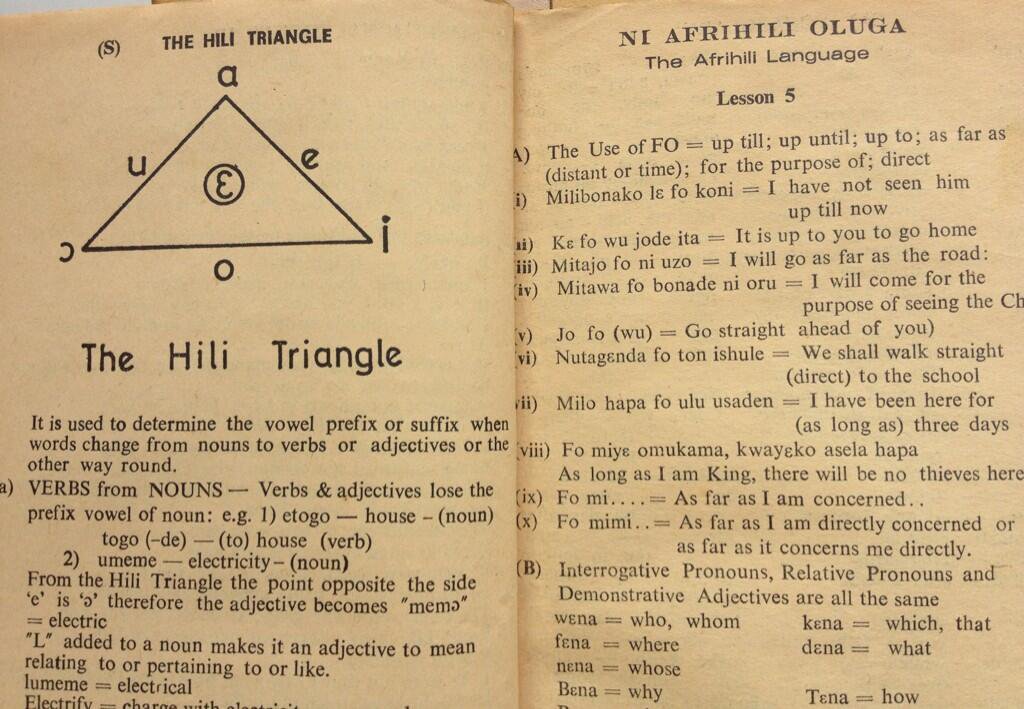 (S) THE HILI TRIANGLE
a
u
e
ɛ
ɔ
i
o
The Hili Triangle
It is used to determine the vowel prefix or suffix when
words change from nouns to verbs or adjectives or the
other way round.
a) VERBS from NOUNS — Verbs & adjectives lose the
prefix vowel of noun: e.g. 1) etogo — house – (noun)
togo (–de) — (to) house (verb)
2) umeme — electricity – (noun)
From the Hili Triangle the point opposite the side
'e' is 'ɔ' therefore the adjective becomes "memɔ"
= electric
"L" added to a noun makes it an adjective to mean
relating to or pertaining to or like.
lumeme = electrical
Electrify = charge with electricity
NI AFRIHILI OLUGA
The Afrihili Language
Lesson 5
A) The Use of FO = up till; up until; up to; as far as
(distant or time); for the purpose of; direct
i) Milibonako lɛ fo koni = I have not seen him
up till now
ii) Kɛ fo wu jode ita = It is up to you to go home
iii) Mitajo fo ni uzo = I will go as far as the road:
(iv) Mitawa fo bonade ni oru = I will come for the
purpose of seeing the Ch
v) Jo fo (wu) = Go straight ahead of you)
vi) Nutagɛnda fo ton ishule = We shall walk straight
(direct) to the school
vii) Milo hapa fo ulu usaden = I have been here for
(as long as) three days
(viii) Fo miyɛ omukama, kwayɛko asela hapa
As long as I am King, there will be no thieves here
(ix) Fo mi.... = As far as I am concerned..
(x) Fo mimi.. = As far as I am directly concerned or
as far as it concerns me directly.
(B) Interrogative Pronouns, Relative Pronouns and
Demonstrative Adjectives are all the same
wɛna = who, whom kɛna = which, that
fɛna = where dɛna = what
nɛna = whose
Bɛna = why Tɛna = how